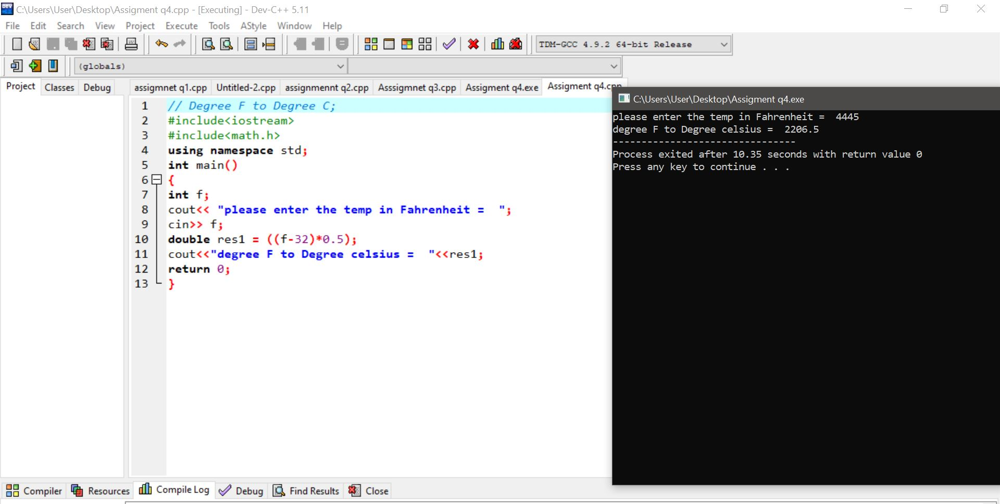 C:\Users\User\Desktop\Assigment q4.cpp - [Executing] - Dev-C++ 5.11
File Edit Search View Project Execute Tools AStyle Window Help
TDM-GCC 4.9.2 64-bit Release
(globals)
Project Classes Debug
assigmnet q1.cpp Untitled-2.cpp assignmennt q2.cpp Asssigmnet q3.cpp Assigment q4.exe Assigment q4.cpp
1 // Degree F to Degree C;
2 #include<iostream>
3 #include<math.h>
4 using namespace std;
5 int main()
6 {
7 int f;
8 cout<< "please enter the temp in Fahrenheit =  ";
9 cin>> f;
10 double res1 = ((f-32)*0.5);
11 cout<<"degree F to Degree celsius =  "<<res1;
12 return 0;
13 }
C:\Users\User\Desktop\Assigment q4.exe
please enter the temp in Fahrenheit =  4445
degree F to Degree celsius =  2206.5
--------------------------------
Process exited after 10.35 seconds with return value 0
Press any key to continue . . .
Compiler Resources Compile Log Debug Find Results Close